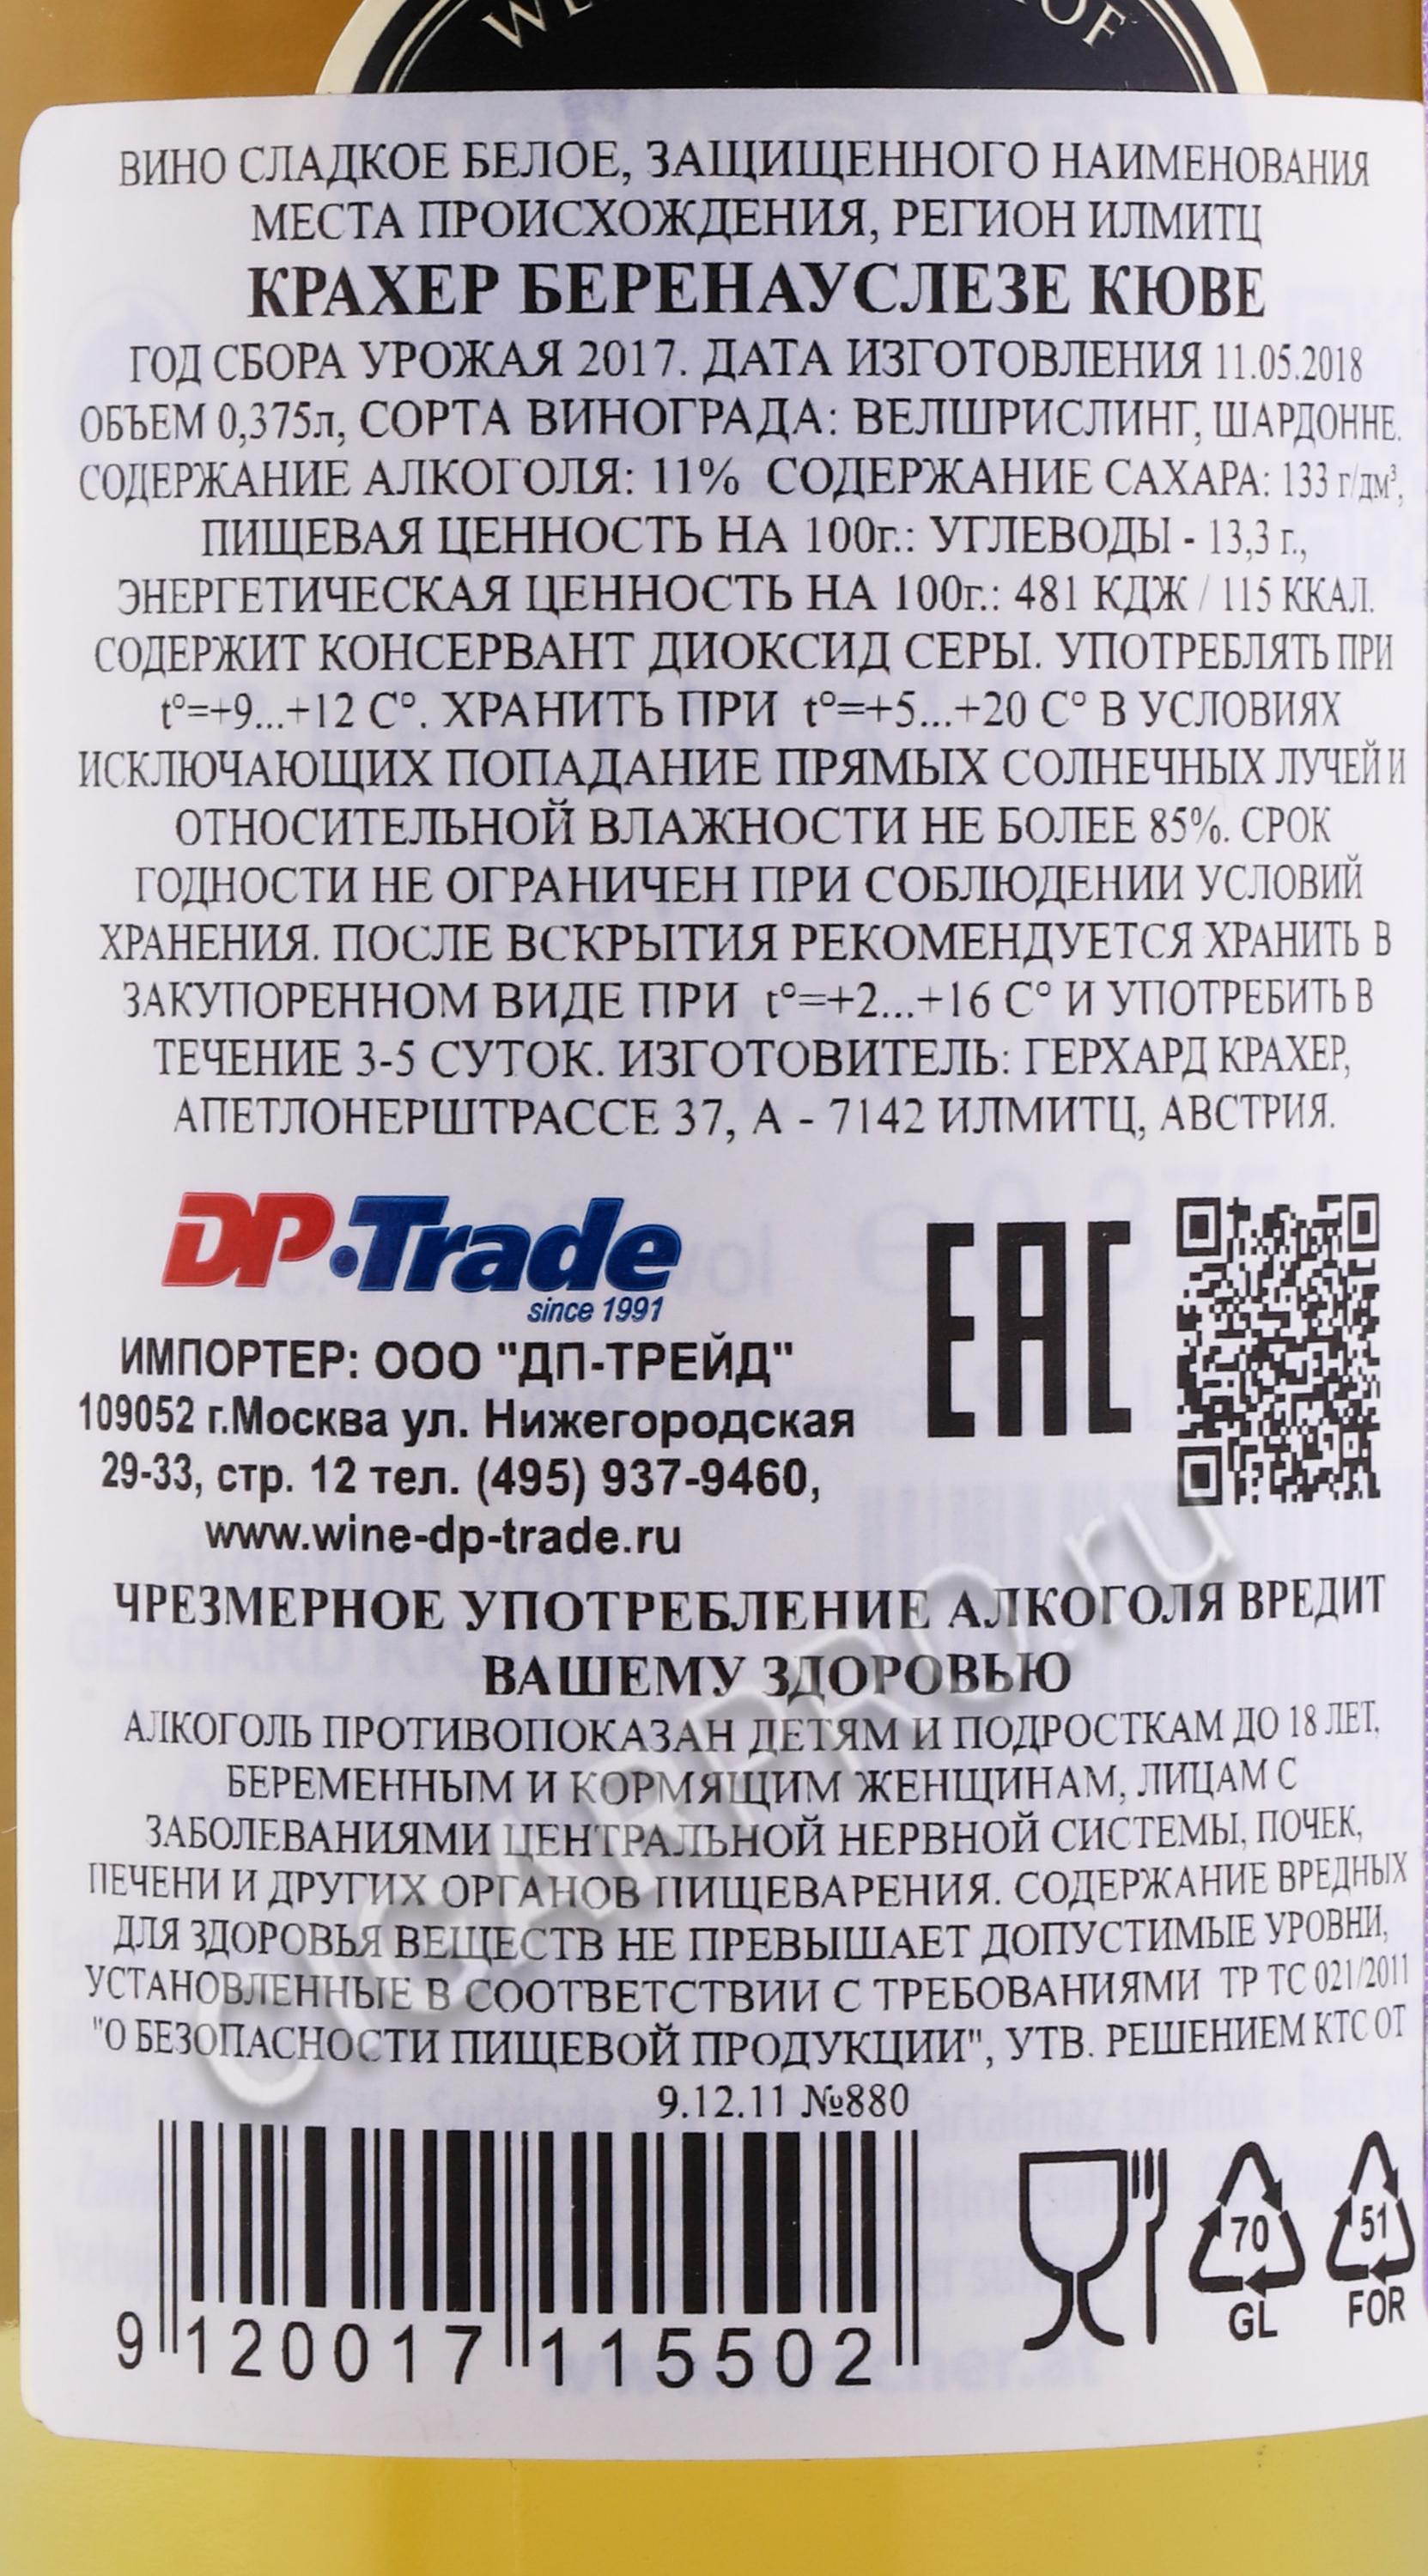 ВИНО СЛАДКОЕ БЕЛОЕ, ЗАЩИЩЕННОГО НАИМЕНОВАНИЯ
МЕСТА ПРОИСХОЖДЕНИЯ, РЕГИОН ИЛМИТЦ
КРАХЕР БЕРЕНАУСЛЕЗЕ КЮВЕ
ГОД СБОРА УРОЖАЯ 2017. ДАТА ИЗГОТОВЛЕНИЯ 11.05.2018
ОБЪЕМ 0,375л, СОРТА ВИНОГРАДА: ВЕЛШРИСЛИНГ, ШАРДОННЕ.
СОДЕРЖАНИЕ АЛКОГОЛЯ: 11% СОДЕРЖАНИЕ САХАРА: 133 г/дм³,
ПИЩЕВАЯ ЦЕННОСТЬ НА 100г.: УГЛЕВОДЫ - 13,3 г.,
ЭНЕРГЕТИЧЕСКАЯ ЦЕННОСТЬ НА 100г.: 481 КДЖ / 115 ККАЛ.
СОДЕРЖИТ КОНСЕРВАНТ ДИОКСИД СЕРЫ. УПОТРЕБЛЯТЬ ПРИ
t°=+9...+12 С°. ХРАНИТЬ ПРИ t°=+5...+20 С° В УСЛОВИЯХ
ИСКЛЮЧАЮЩИХ ПОПАДАНИЕ ПРЯМЫХ СОЛНЕЧНЫХ ЛУЧЕЙ И
ОТНОСИТЕЛЬНОЙ ВЛАЖНОСТИ НЕ БОЛЕЕ 85%. СРОК
ГОДНОСТИ НЕ ОГРАНИЧЕН ПРИ СОБЛЮДЕНИИ УСЛОВИЙ
ХРАНЕНИЯ. ПОСЛЕ ВСКРЫТИЯ РЕКОМЕНДУЕТСЯ ХРАНИТЬ В
ЗАКУПОРЕННОМ ВИДЕ ПРИ t°=+2...+16 С° И УПОТРЕБИТЬ В
ТЕЧЕНИЕ 3-5 СУТОК. ИЗГОТОВИТЕЛЬ: ГЕРХАРД КРАХЕР,
АПЕТЛОНЕРШТРАССЕ 37, А - 7142 ИЛМИТЦ, АВСТРИЯ.
DP·Trade
since 1991
EAC
ИМПОРТЕР: ООО "ДП-ТРЕЙД"
109052 г.Москва ул. Нижегородская
29-33, стр. 12 тел. (495) 937-9460,
www.wine-dp-trade.ru
ЧРЕЗМЕРНОЕ УПОТРЕБЛЕНИЕ АЛКОГОЛЯ ВРЕДИТ
ВАШЕМУ ЗДОРОВЬЮ
АЛКОГОЛЬ ПРОТИВОПОКАЗАН ДЕТЯМ И ПОДРОСТКАМ ДО 18 ЛЕТ,
БЕРЕМЕННЫМ И КОРМЯЩИМ ЖЕНЩИНАМ, ЛИЦАМ С
ЗАБОЛЕВАНИЯМИ ЦЕНТРАЛЬНОЙ НЕРВНОЙ СИСТЕМЫ, ПОЧЕК,
ПЕЧЕНИ И ДРУГИХ ОРГАНОВ ПИЩЕВАРЕНИЯ. СОДЕРЖАНИЕ ВРЕДНЫХ
ДЛЯ ЗДОРОВЬЯ ВЕЩЕСТВ НЕ ПРЕВЫШАЕТ ДОПУСТИМЫЕ УРОВНИ,
УСТАНОВЛЕННЫЕ В СООТВЕТСТВИИ С ТРЕБОВАНИЯМИ ТР ТС 021/2011
"О БЕЗОПАСНОСТИ ПИЩЕВОЙ ПРОДУКЦИИ", УТВ. РЕШЕНИЕМ КТС ОТ
9.12.11 №880
CIGARPRO.ru
9 120017 115502
70
GL
51
FOR